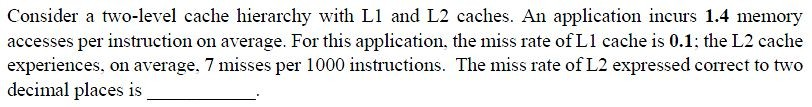 Consider a two-level cache hierarchy with L1 and L2 caches. An application incurs 1.4 memory
accesses per instruction on average. For this application, the miss rate of L1 cache is 0.1; the L2 cache
experiences, on average, 7 misses per 1000 instructions. The miss rate of L2 expressed correct to two
decimal places is __________.